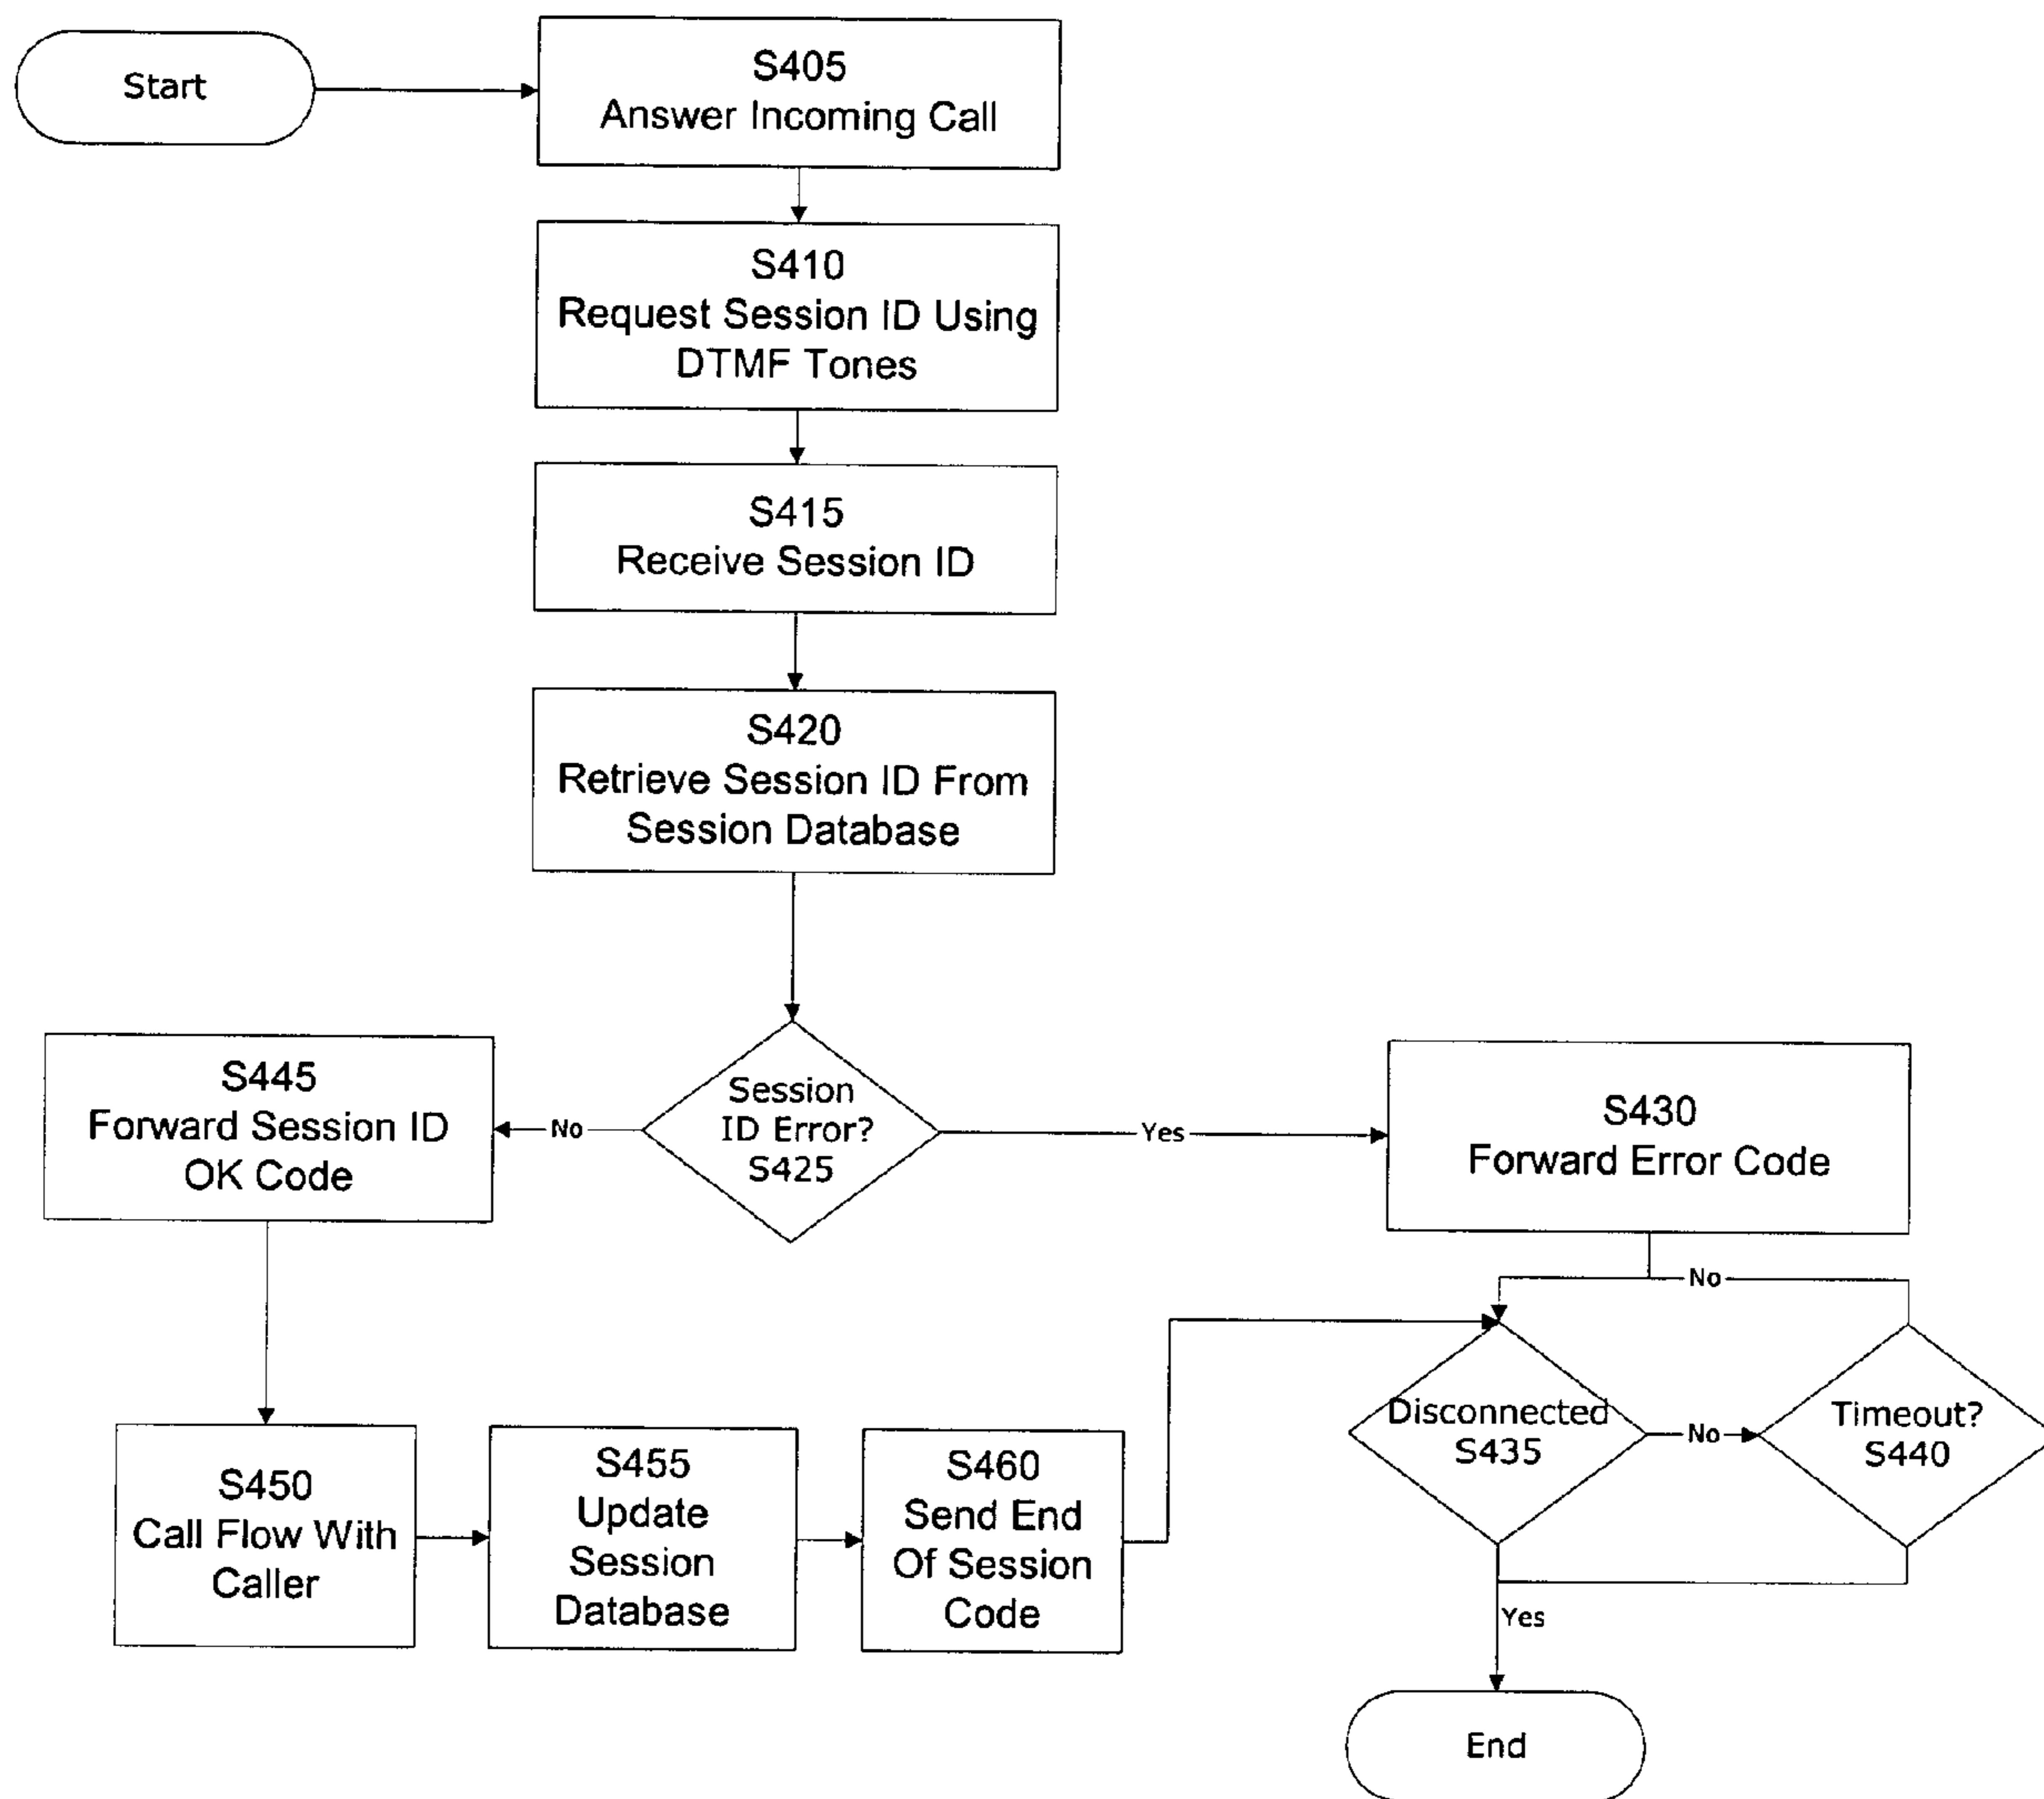 Start
S405
Answer Incoming Call
S410
Request Session ID Using
DTMF Tones
S415
Receive Session ID
S420
Retrieve Session ID From
Session Database
S445
Forward Session ID
OK Code
No
Session
ID Error?
S425
Yes
S430
Forward Error Code
No
Disconnected
S435
No
Timeout?
S440
S450
Call Flow With
Caller
S455
Update
Session
Database
S460
Send End
Of Session
Code
Yes
End